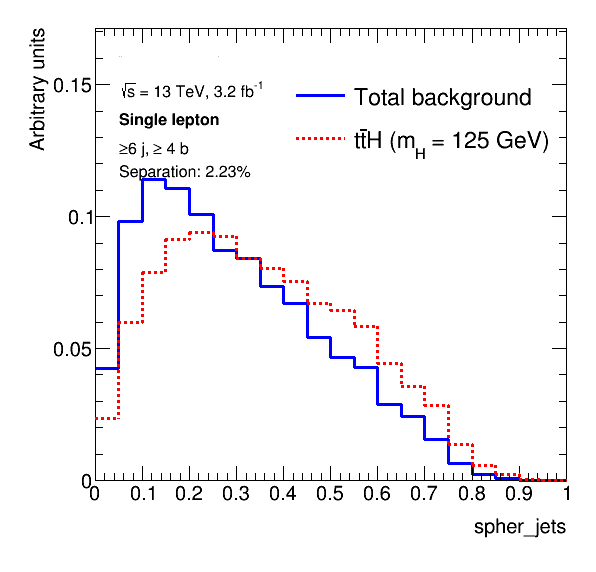 Arbitrary units
√s = 13 TeV, 3.2 fb⁻¹
Single lepton
≥6 j, ≥ 4 b
Separation: 2.23%
Total background
tt̄H (m_H = 125 GeV)
0.15
0.1
0.05
0
0 0.1 0.2 0.3 0.4 0.5 0.6 0.7 0.8 0.9 1
spher_jets